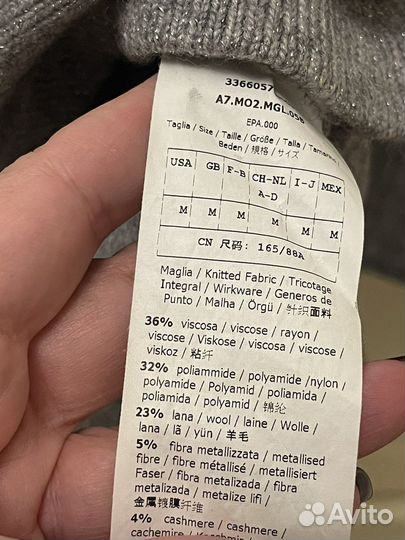 3366057
A7.MO2.MGL.058
EPA.000
Taglia / Size / Taille / Größe / Talla / Tamanho /
Beden / 規格 / サイズ
USA GB F-B CH-NL A-D I-J MEX
M M M M M M
CN 尺码: 165/88A
Maglia / Knitted Fabric / Tricotage
Integral / Wirkware / Generos de
Punto / Malha / Örgü / 针织面料
36% viscosa / viscose / rayon /
viscose / Viskose / viscosa / viscose /
viskoz / 粘纤
32% poliammide / polyamide /nylon /
polyamide / Polyamid / poliamida /
poliamida / polyamid / 锦纶
23% lana / wool / laine / Wolle /
lana / lã / yün / 羊毛
5% fibra metallizzata / metallised
fibre / fibre métallisé / metallisiert
Faser / fibra metalizada / fibra
metalizada / metalize lifi /
金属镀膜纤维
4% cashmere / cashmere /
cachemire / Kaschmir /
Avito